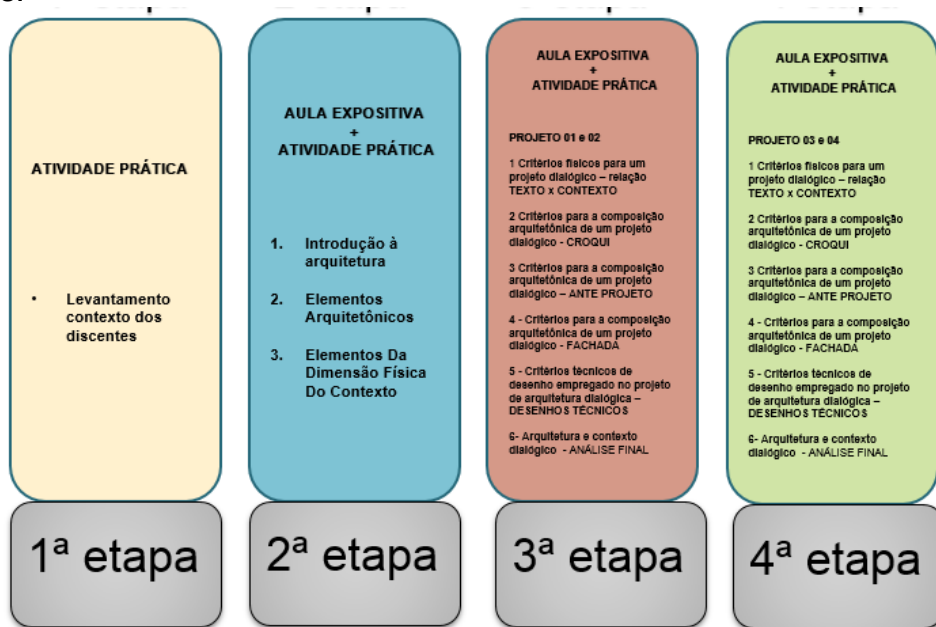 ATIVIDADE PRÁTICA
• Levantamento
contexto dos
discentes
1ª etapa
AULA EXPOSITIVA
+
ATIVIDADE PRÁTICA
1. Introdução à
arquitetura
2. Elementos
Arquitetônicos
3. Elementos Da
Dimensão Física
Do Contexto
2ª etapa
AULA EXPOSITIVA
+
ATIVIDADE PRÁTICA
PROJETO 01 e 02
1 Critérios físicos para um
projeto dialógico – relação
TEXTO x CONTEXTO
2 Critérios para a composição
arquitetônica de um projeto
dialógico - CROQUI
3 Critérios para a composição
arquitetônica de um projeto
dialógico – ANTE PROJETO
4 - Critérios para a composição
arquitetônica de um projeto
dialógico - FACHADA
5 - Critérios técnicos de
desenho empregado no projeto
de arquitetura dialógica –
DESENHOS TÉCNICOS
6- Arquitetura e contexto
dialógico - ANÁLISE FINAL
3ª etapa
AULA EXPOSITIVA
+
ATIVIDADE PRÁTICA
PROJETO 03 e 04
1 Critérios físicos para um
projeto dialógico – relação
TEXTO x CONTEXTO
2 Critérios para a composição
arquitetônica de um projeto
dialógico - CROQUI
3 Critérios para a composição
arquitetônica de um projeto
dialógico – ANTE PROJETO
4 - Critérios para a composição
arquitetônica de um projeto
dialógico - FACHADA
5 - Critérios técnicos de
desenho empregado no projeto
de arquitetura dialógica –
DESENHOS TÉCNICOS
6- Arquitetura e contexto
dialógico - ANÁLISE FINAL
4ª etapa